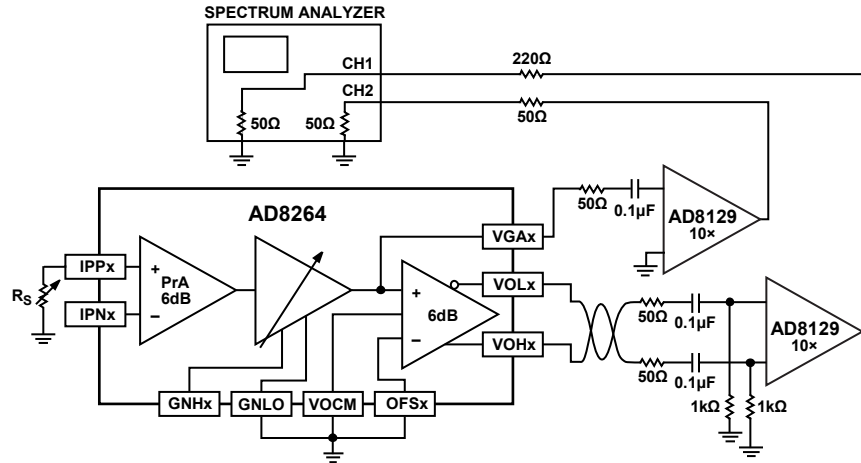 SPECTRUM ANALYZER
CH1
CH2
50Ω
50Ω
220Ω
50Ω
AD8264
VGAx
50Ω
0.1µF
AD8129
10×
IPPx
RS
IPNx
+
PrA
6dB
−
+
6dB
−
VOLx
VOHx
50Ω
0.1µF
50Ω
0.1µF
AD8129
10×
1kΩ
1kΩ
GNHx
GNLO
VOCM
OFSx